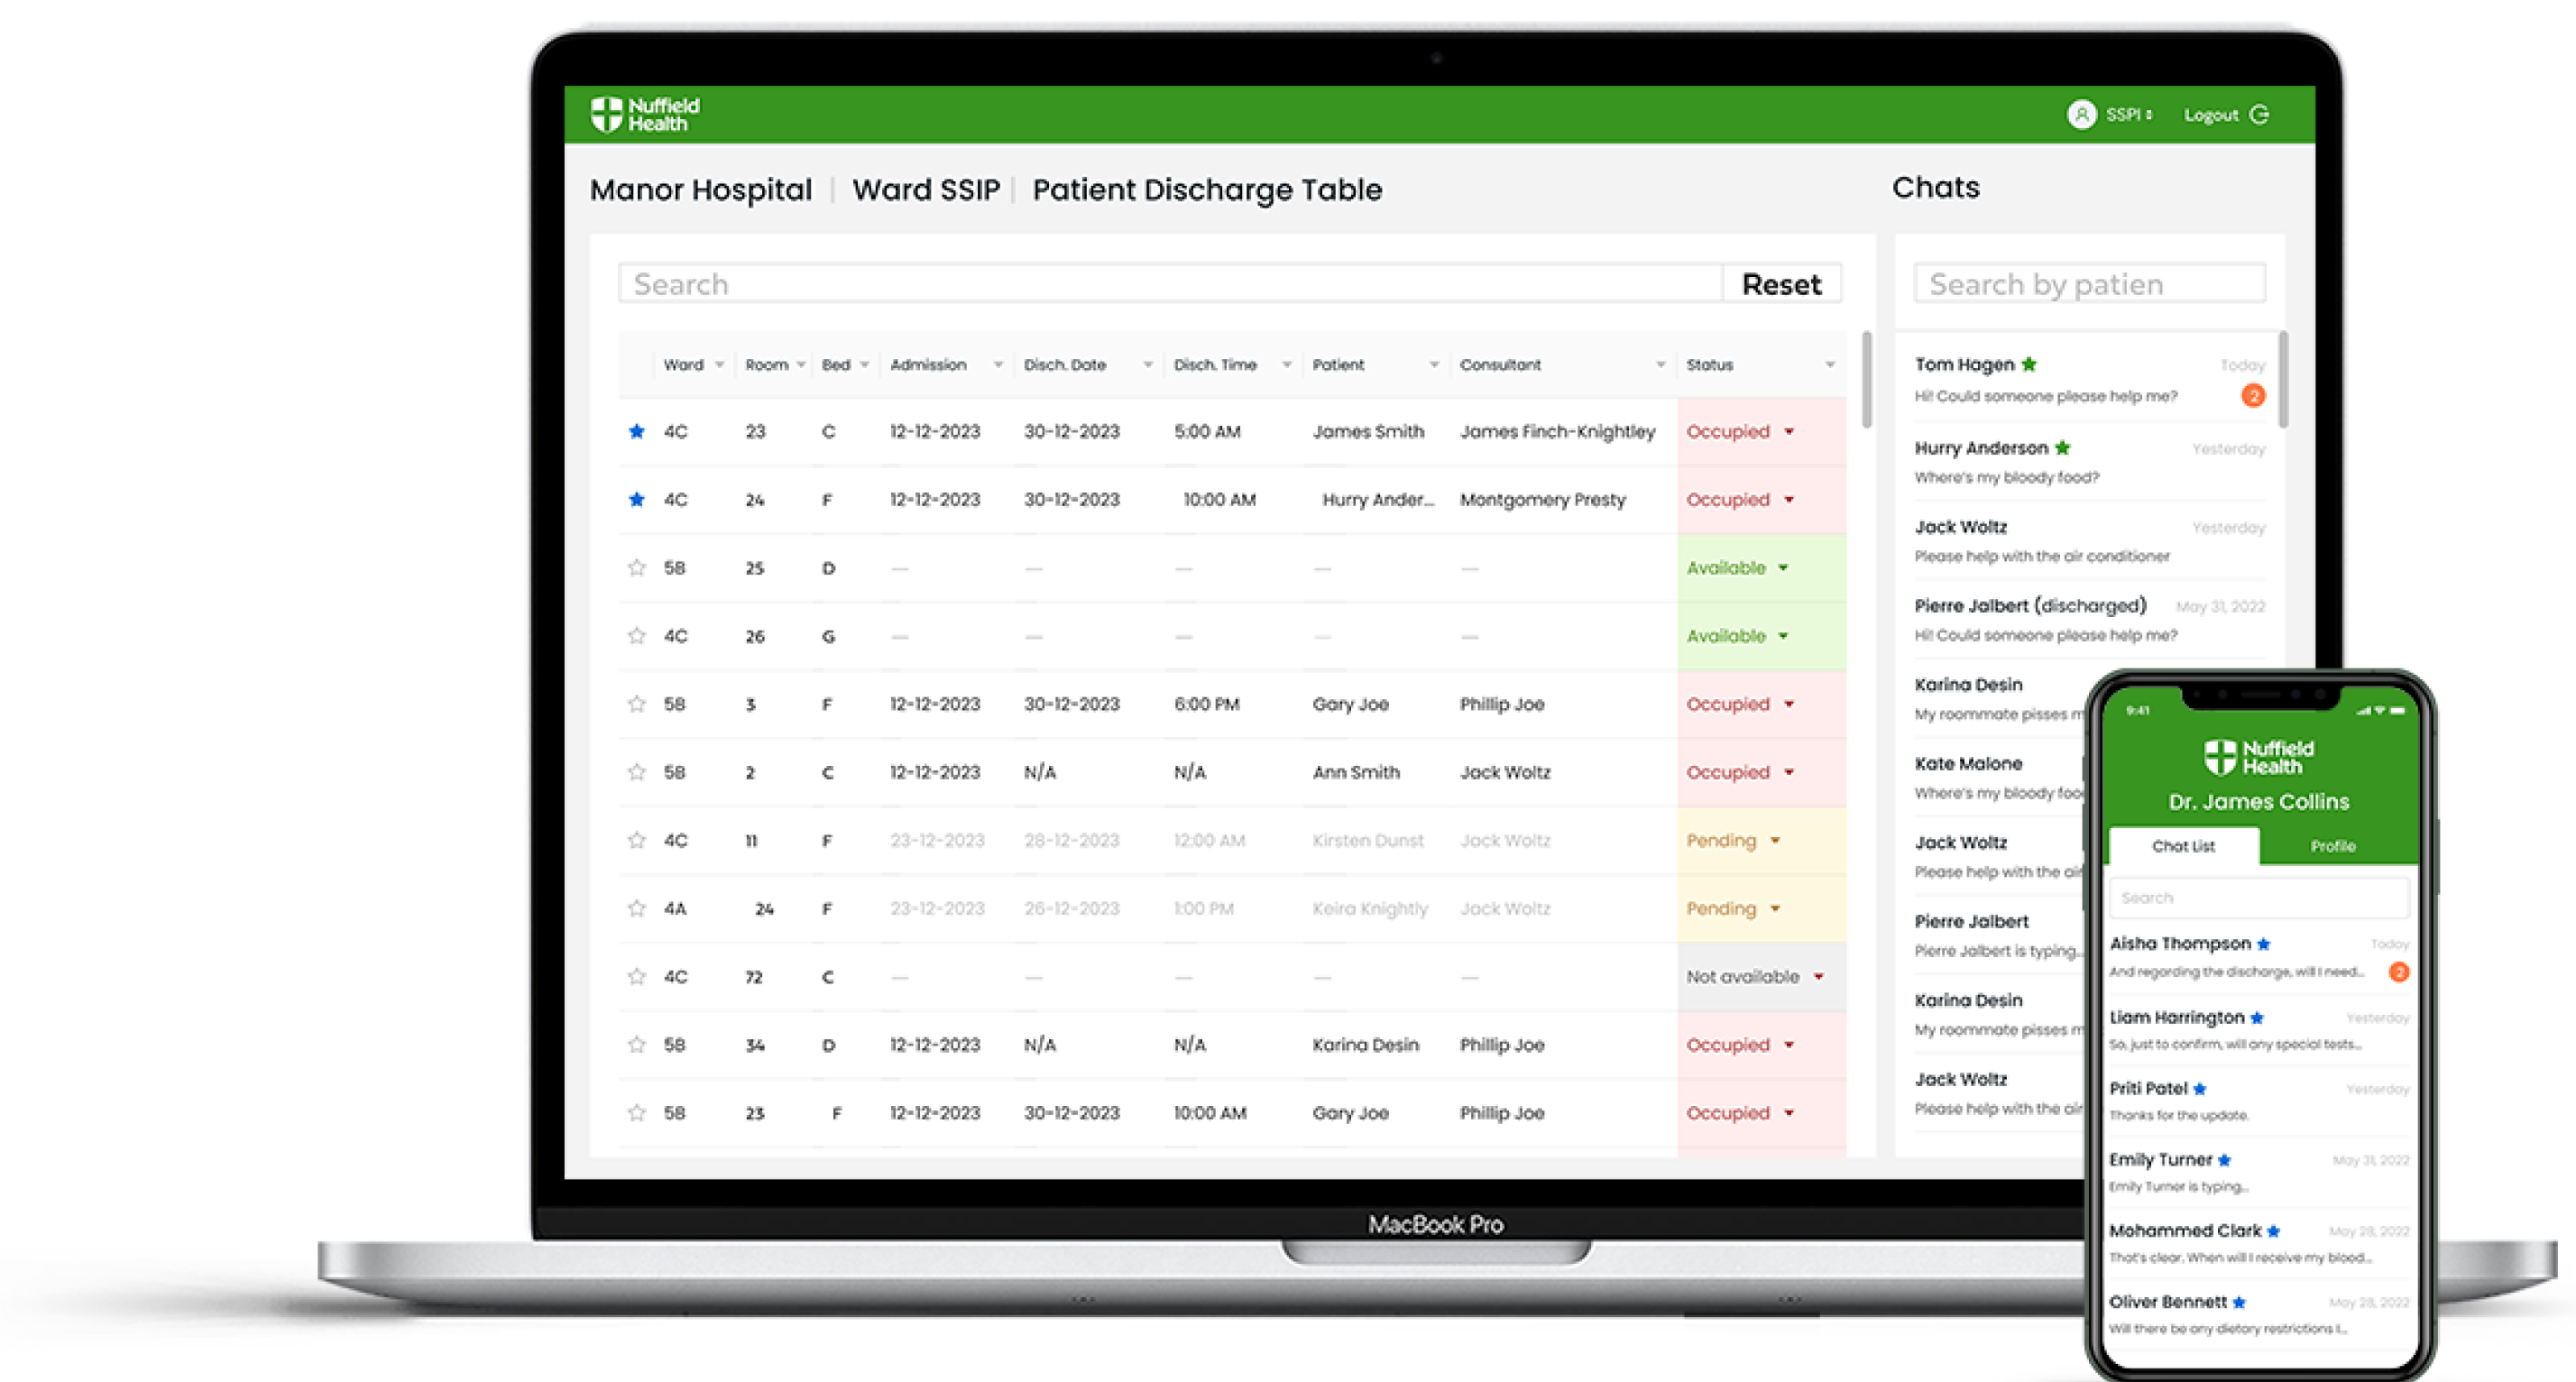 Nuffield
Health
SSPI
Logout
Manor Hospital | Ward SSIP | Patient Discharge Table
Search
Reset
Ward Room Bed Admission Disch. Date Disch. Time Patient Consultant Status
4C 23 C 12-12-2023 30-12-2023 5:00 AM James Smith James Finch-Knightley Occupied
4C 24 F 12-12-2023 30-12-2023 10:00 AM Hurry Ander... Montgomery Presty Occupied
5B 25 D — — — — — Available
4C 26 G — — — — — Available
5B 3 F 12-12-2023 30-12-2023 6:00 PM Gary Joe Phillip Joe Occupied
5B 2 C 12-12-2023 N/A N/A Ann Smith Jack Woltz Occupied
4C 11 F 23-12-2023 28-12-2023 12:00 AM Kirsten Dunst Jack Woltz Pending
4A 24 F 23-12-2023 26-12-2023 1:00 PM Keira Knightly Jack Woltz Pending
4C 72 C — — — — — Not available
5B 34 D 12-12-2023 N/A N/A Karina Desin Phillip Joe Occupied
5B 23 F 12-12-2023 30-12-2023 10:00 AM Gary Joe Phillip Joe Occupied
Chats
Search by patien
Tom Hagen Today
Hi! Could someone please help me? 2
Hurry Anderson Yesterday
Where's my bloody food?
Jack Woltz Yesterday
Please help with the air conditioner
Pierre Jalbert (discharged) May 31, 2022
Hi! Could someone please help me?
Karina Desin
My roommate pisses m
Kate Malone
Where's my bloody foo
Jack Woltz
Please help with the air
Pierre Jalbert
Pierre Jalbert is typing...
Karina Desin
My roommate pisses m
Jack Woltz
Please help with the air
MacBook Pro
9:41
Nuffield
Health
Dr. James Collins
Chat List Profile
Search
Aisha Thompson Today
And regarding the discharge, will I need... 2
Liam Harrington Yesterday
So, just to confirm, will any special tests...
Priti Patel Yesterday
Thanks for the update.
Emily Turner May 31, 2022
Emily Turner is typing...
Mohammed Clark May 28, 2022
That's clear. When will I receive my blood...
Oliver Bennett May 28, 2022
Will there be any dietary restrictions I...